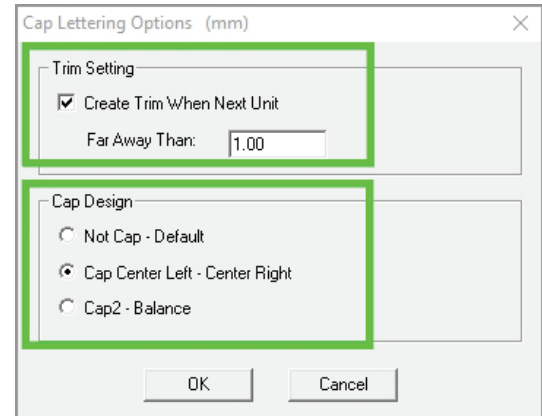 Cap Lettering Options (mm)
Trim Setting
Create Trim When Next Unit
Far Away Than: 1.00
Cap Design
Not Cap - Default
Cap Center Left - Center Right
Cap2 - Balance
OK Cancel